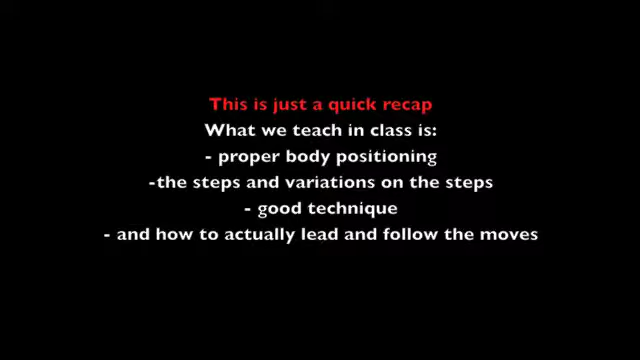 This is just a quick recap
What we teach in class is:
- proper body positioning
-the steps and variations on the steps
- good technique
- and how to actually lead and follow the moves